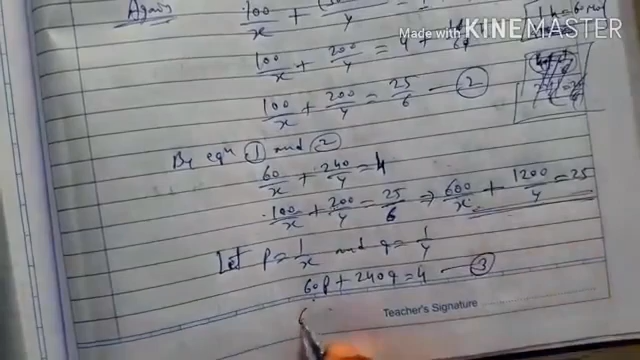 Again 100/x +
Made with KINEMASTER
100/x + 200/y = 4 +
100/x + 200/y = 25/6 — (2)
By eqn (1) and (2)
60/x + 240/y = 4
100/x + 200/y = 25/6 ⇒ 600/x + 1200/y = 25
Let p = 1/x and q = 1/y
60p + 240q = 4 — (3)
6
Teacher's Signature